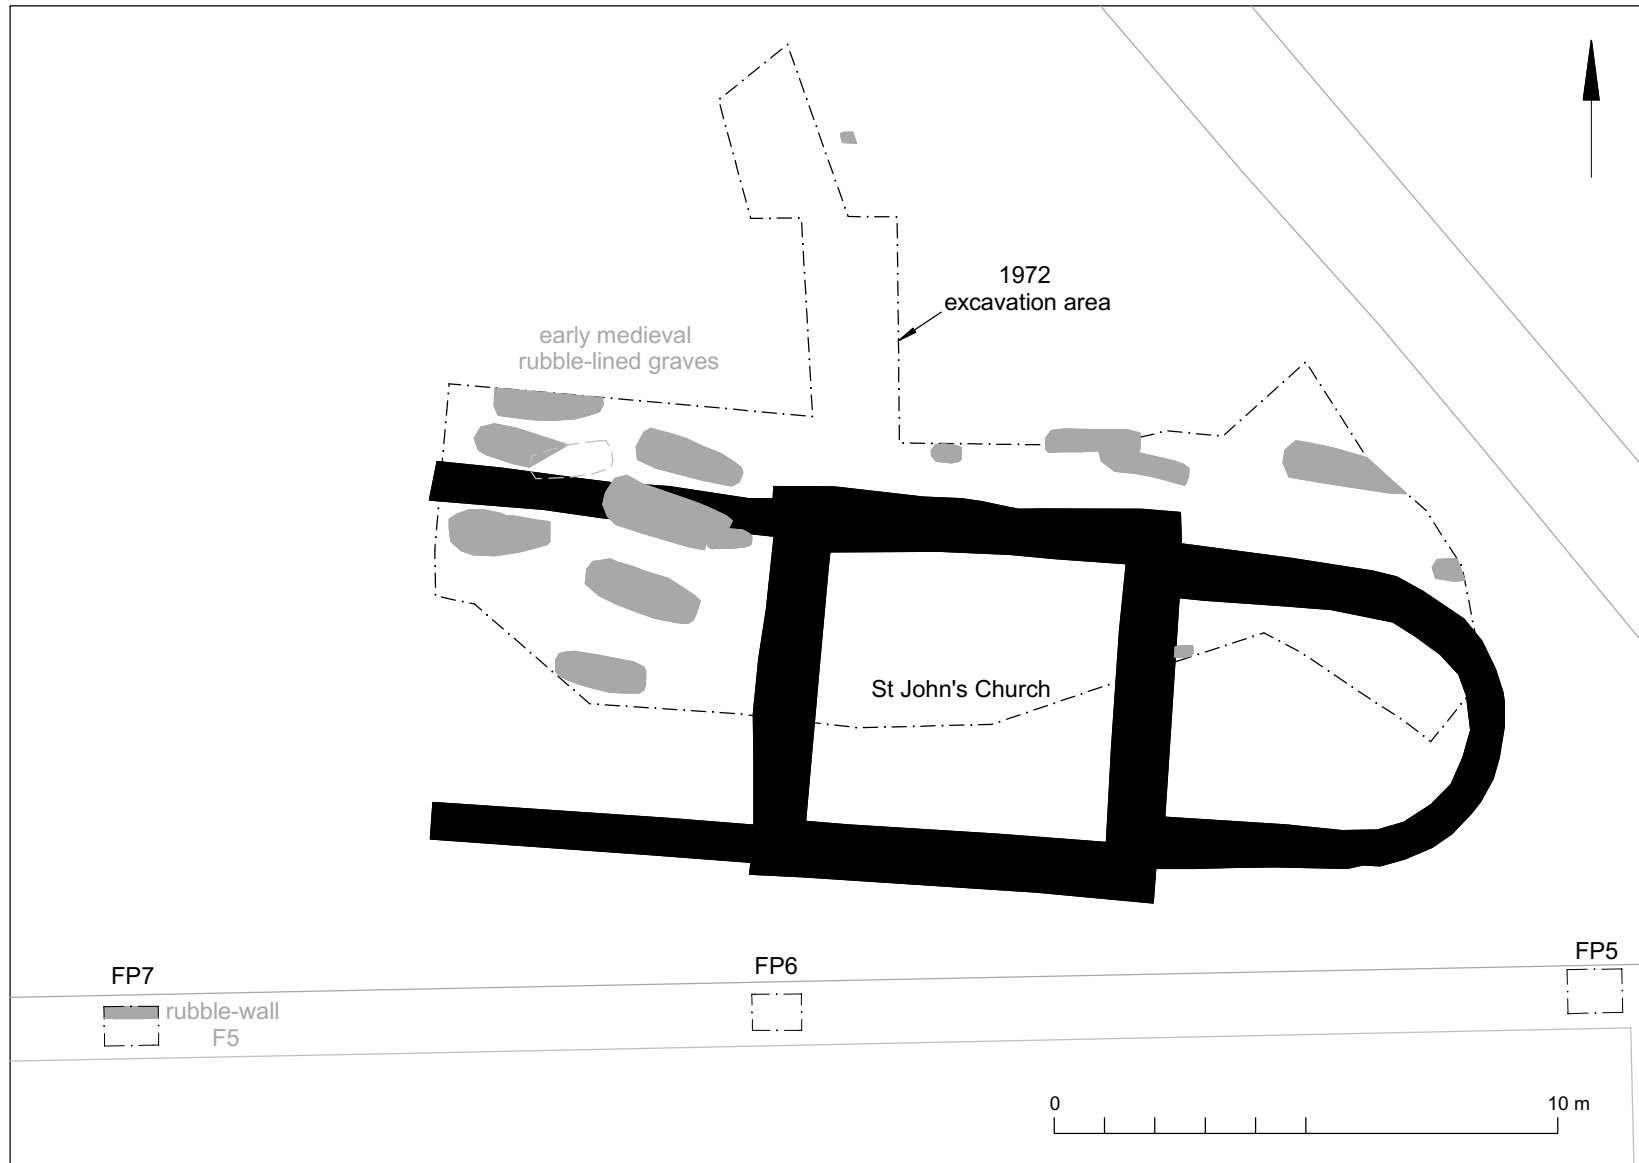 1972
excavation area
early medieval
rubble-lined graves
St John's Church
FP5
FP6
FP7
rubble-wall
F5
0
10 m